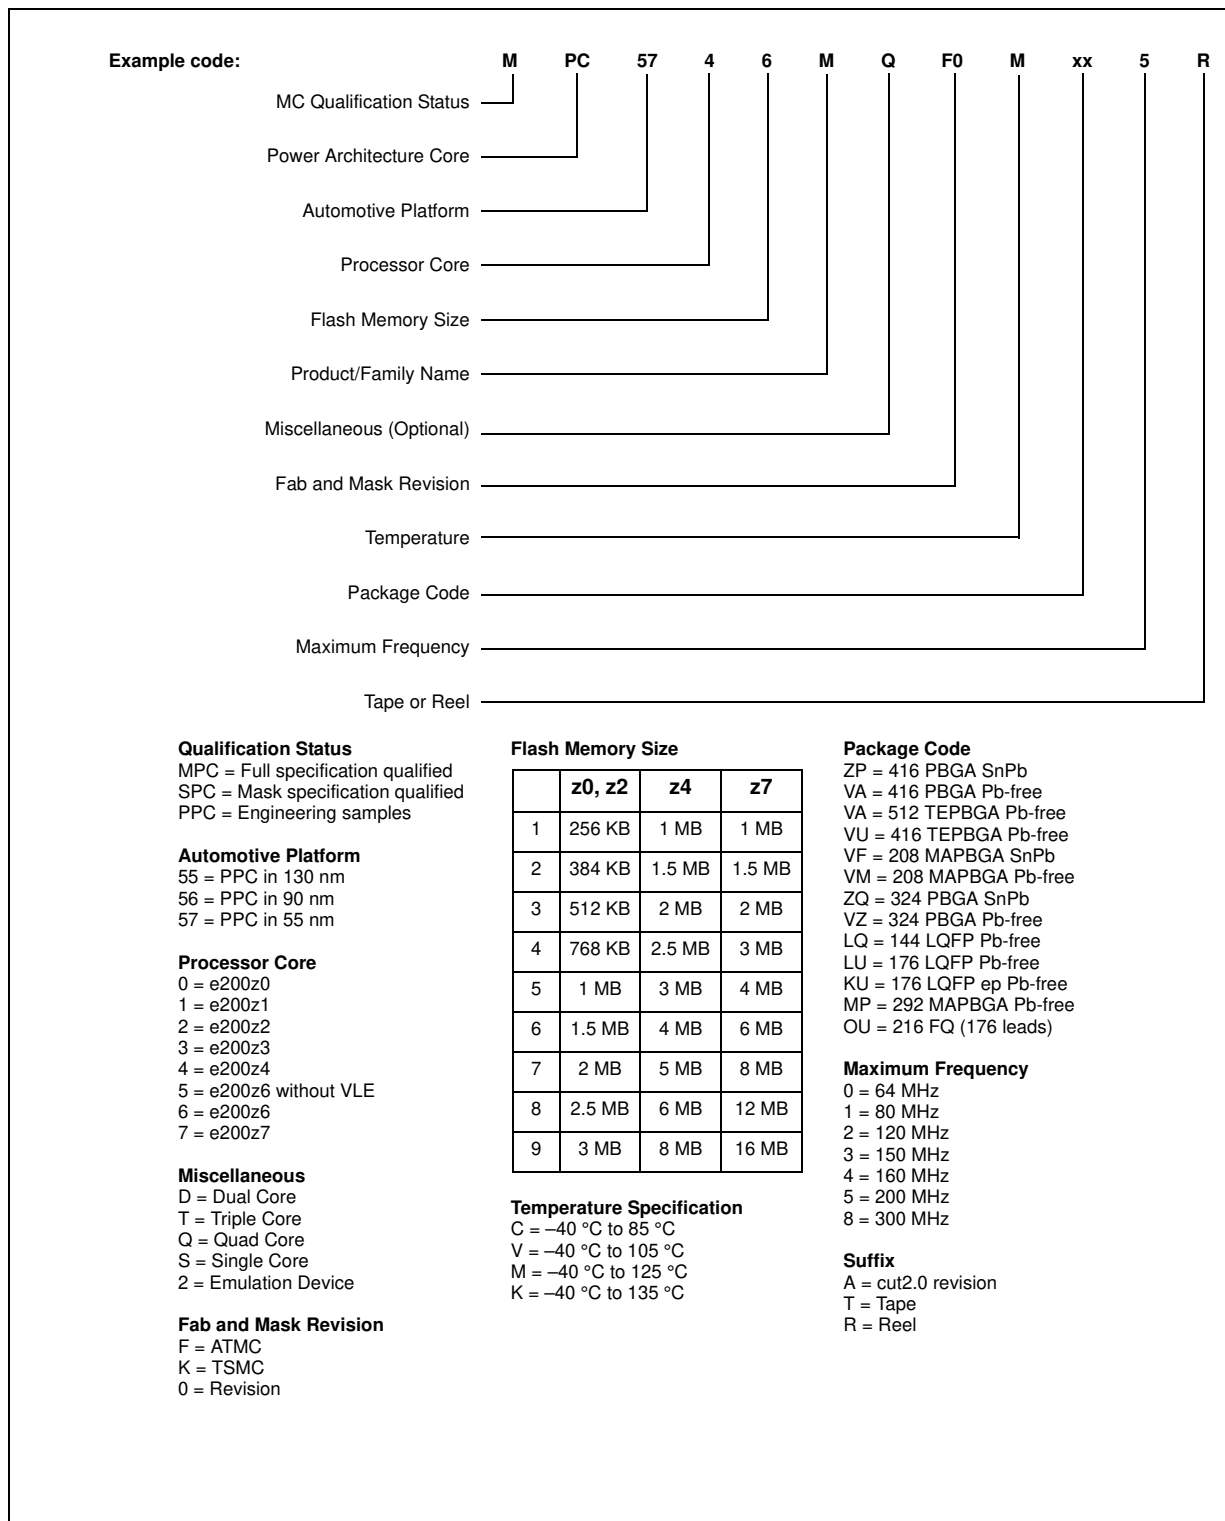 Example code: M PC 57 4 6 M Q F0 M xx 5 R
MC Qualification Status
Power Architecture Core
Automotive Platform
Processor Core
Flash Memory Size
Product/Family Name
Miscellaneous (Optional)
Fab and Mask Revision
Temperature
Package Code
Maximum Frequency
Tape or Reel
Qualification Status
MPC = Full specification qualified
SPC = Mask specification qualified
PPC = Engineering samples
Automotive Platform
55 = PPC in 130 nm
56 = PPC in 90 nm
57 = PPC in 55 nm
Processor Core
0 = e200z0
1 = e200z1
2 = e200z2
3 = e200z3
4 = e200z4
5 = e200z6 without VLE
6 = e200z6
7 = e200z7
Miscellaneous
D = Dual Core
T = Triple Core
Q = Quad Core
S = Single Core
2 = Emulation Device
Fab and Mask Revision
F = ATMC
K = TSMC
0 = Revision
Flash Memory Size
z0, z2 z4 z7
1 256 KB 1 MB 1 MB
2 384 KB 1.5 MB 1.5 MB
3 512 KB 2 MB 2 MB
4 768 KB 2.5 MB 3 MB
5 1 MB 3 MB 4 MB
6 1.5 MB 4 MB 6 MB
7 2 MB 5 MB 8 MB
8 2.5 MB 6 MB 12 MB
9 3 MB 8 MB 16 MB
Temperature Specification
C = –40 °C to 85 °C
V = –40 °C to 105 °C
M = –40 °C to 125 °C
K = –40 °C to 135 °C
Package Code
ZP = 416 PBGA SnPb
VA = 416 PBGA Pb-free
VA = 512 TEPBGA Pb-free
VU = 416 TEPBGA Pb-free
VF = 208 MAPBGA SnPb
VM = 208 MAPBGA Pb-free
ZQ = 324 PBGA SnPb
VZ = 324 PBGA Pb-free
LQ = 144 LQFP Pb-free
LU = 176 LQFP Pb-free
KU = 176 LQFP ep Pb-free
MP = 292 MAPBGA Pb-free
OU = 216 FQ (176 leads)
Maximum Frequency
0 = 64 MHz
1 = 80 MHz
2 = 120 MHz
3 = 150 MHz
4 = 160 MHz
5 = 200 MHz
8 = 300 MHz
Suffix
A = cut2.0 revision
T = Tape
R = Reel